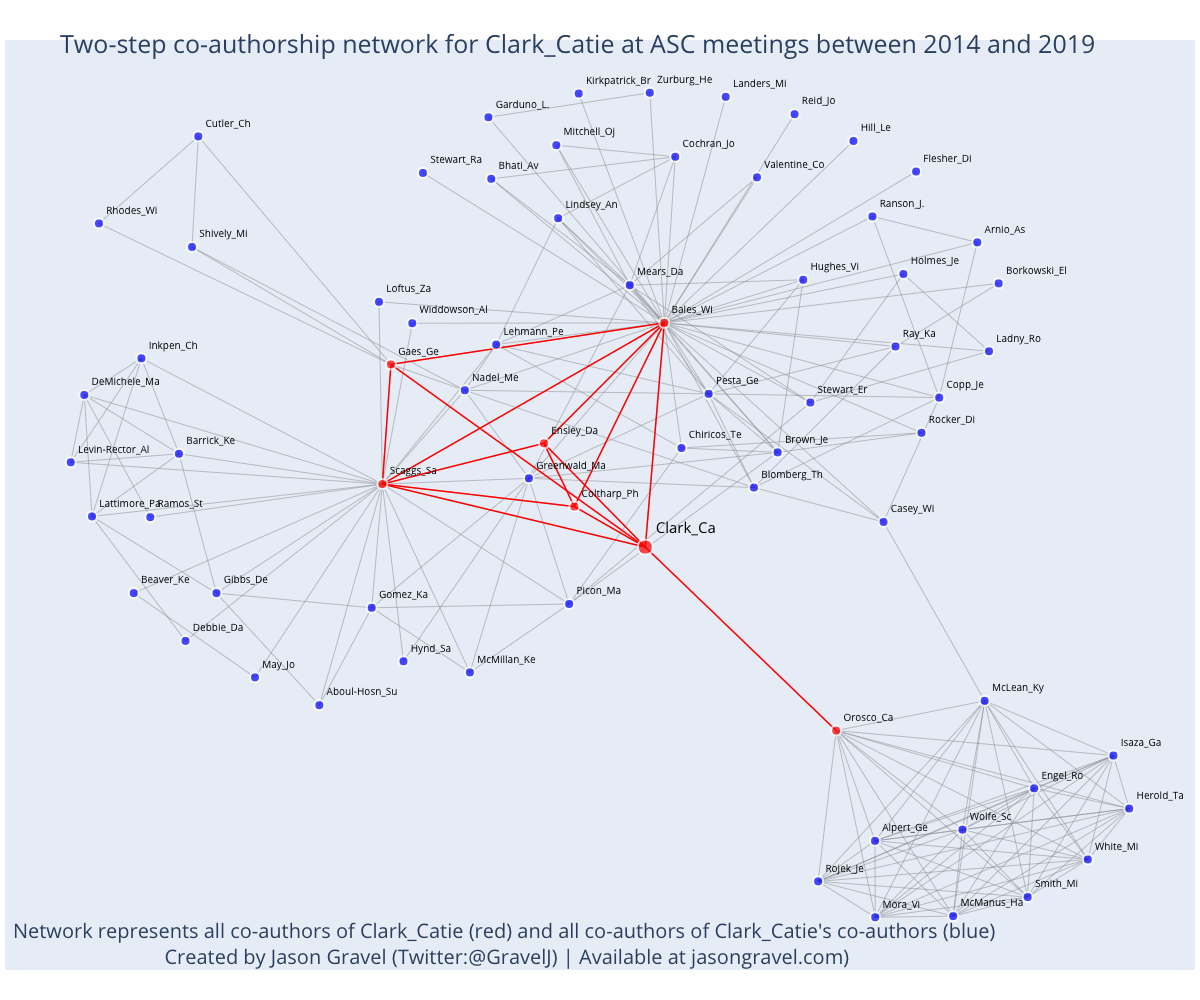 Two-step co-authorship network for Clark_Catie at ASC meetings between 2014 and 2019
Kirkpatrick_Br
Zurburg_He
Landers_Mi
Garduno_L.
Reid_Jo
Cutler_Ch
Mitchell_Oj
Hill_Le
Cochran_Jo
Stewart_Ra
Bhati_Av
Valentine_Co
Flesher_Di
Rhodes_Wi
Lindsey_An
Ranson_J.
Shively_Mi
Arnio_As
Holmes_Je
Mears_Da
Hughes_Vi
Borkowski_El
Loftus_Za
Widdowson_Al
Bales_Wi
Lehmann_Pe
Ray_Ka
Ladny_Ro
Inkpen_Ch
Gaes_Ge
DeMichele_Ma
Nadel_Me
Pesta_Ge
Stewart_Er
Copp_Je
Rocker_Di
Ensley_Da
Chiricos_Te
Brown_Je
Barrick_Ke
Levin-Rector_Al
Scaggs_Sa
Greenwald_Ma
Blomberg_Th
Coltharp_Ph
Lattimore_Pa
Ramos_St
Casey_Wi
Clark_Ca
Beaver_Ke
Gibbs_De
Gomez_Ka
Picon_Ma
Debbie_Da
Hynd_Sa
McMillan_Ke
May_Jo
Aboul-Hosn_Su
McLean_Ky
Orosco_Ca
Isaza_Ga
Engel_Ro
Herold_Ta
Wolfe_Sc
Alpert_Ge
White_Mi
Rojek_Je
Smith_Mi
Mora_Vi
McManus_Ha
Network represents all co-authors of Clark_Catie (red) and all co-authors of Clark_Catie's co-authors (blue)
Created by Jason Gravel (Twitter:@GravelJ) | Available at jasongravel.com)